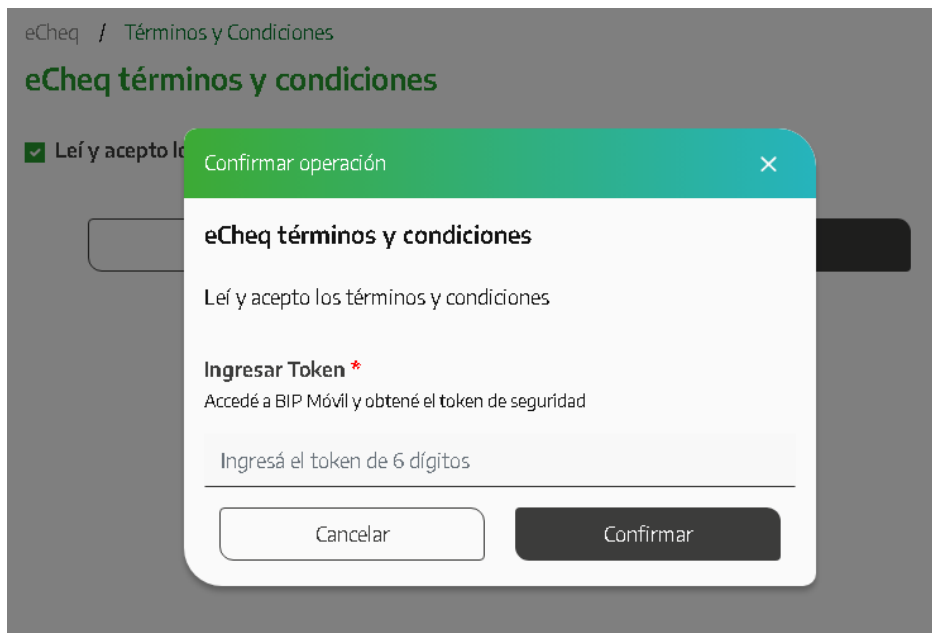 eCheq / Términos y Condiciones
eCheq términos y condiciones
Leí y acepto
Confirmar operación
eCheq términos y condiciones
Leí y acepto los términos y condiciones
Ingresar Token *
Accedé a BIP Móvil y obtené el token de seguridad
Ingresá el token de 6 dígitos
Cancelar
Confirmar